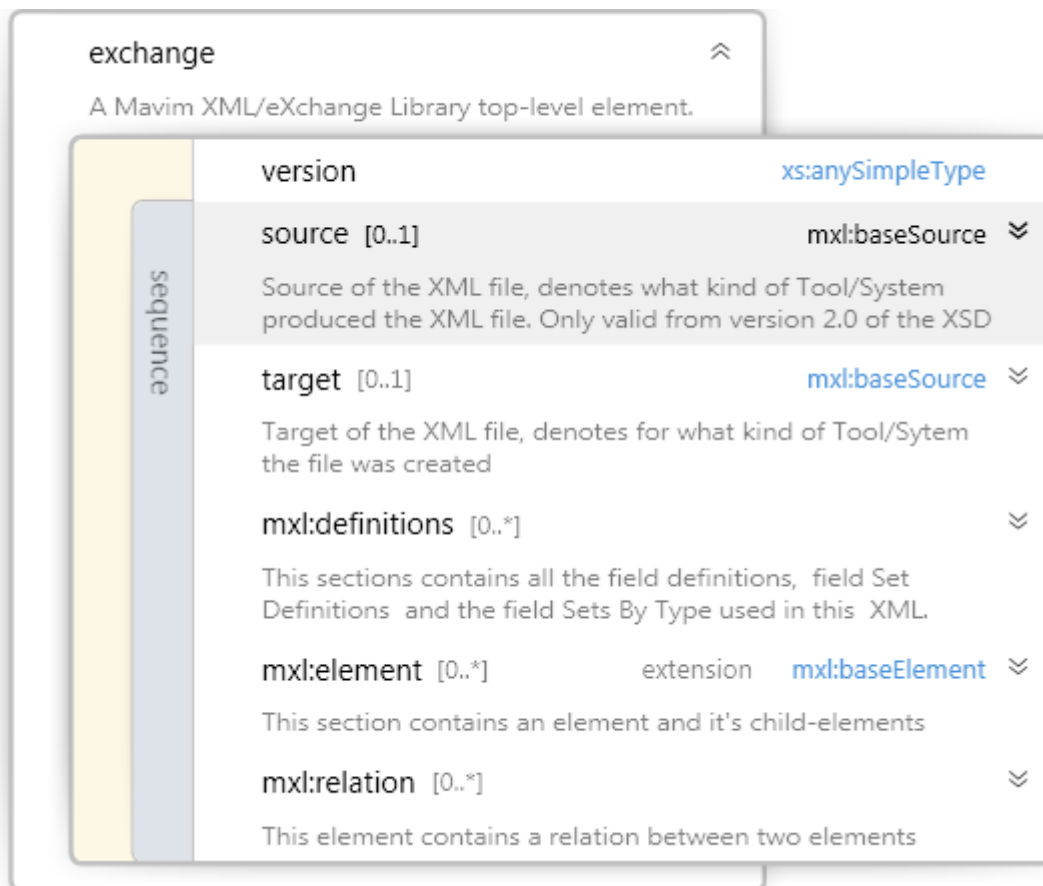 exchange
A Mavim XML/eXchange Library top-level element.
version xs:anySimpleType
sequence
source [0..1] mxl:baseSource
Source of the XML file, denotes what kind of Tool/System
produced the XML file. Only valid from version 2.0 of the XSD
target [0..1] mxl:baseSource
Target of the XML file, denotes for what kind of Tool/Sytem
the file was created
mxl:definitions [0..*]
This sections contains all the field definitions, field Set
Definitions and the field Sets By Type used in this XML.
mxl:element [0..*] extension mxl:baseElement
This section contains an element and it's child-elements
mxl:relation [0..*]
This element contains a relation between two elements